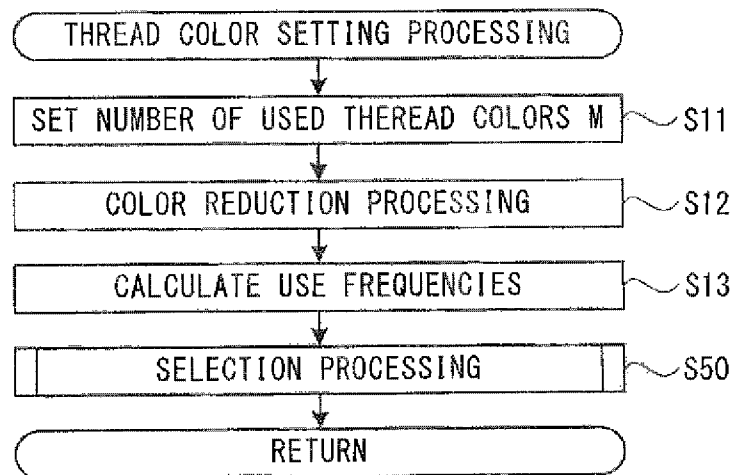 THREAD COLOR SETTING PROCESSING
SET NUMBER OF USED THEREAD COLORS M
S11
COLOR REDUCTION PROCESSING
S12
CALCULATE USE FREQUENCIES
S13
SELECTION PROCESSING
S50
RETURN